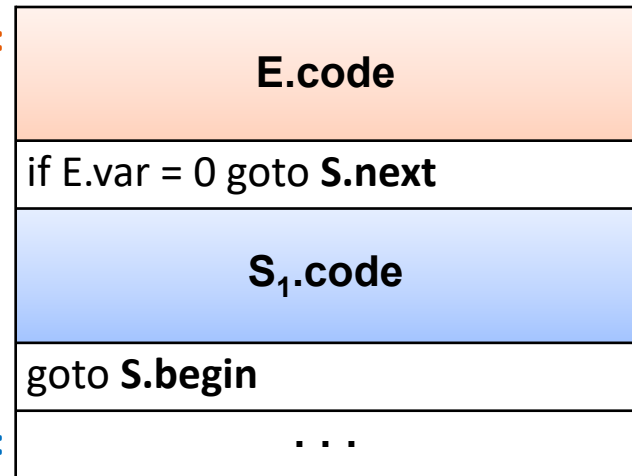 :
E.code
if E.var = 0 goto S.next
S₁.code
goto S.begin
:
. . .